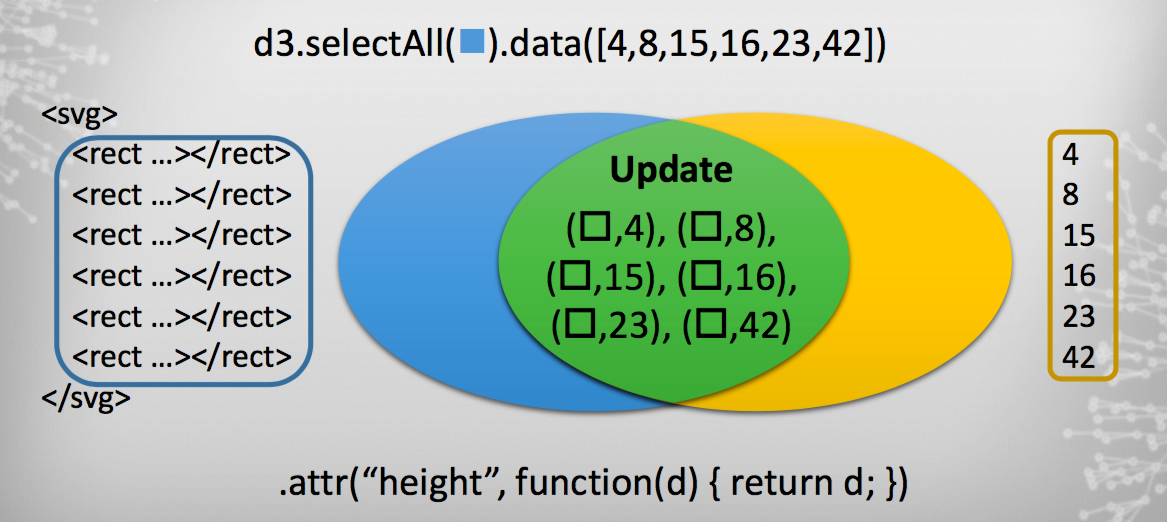 d3.selectAll(■).data([4,8,15,16,23,42])
<svg>
<rect ...></rect>
<rect ...></rect>
<rect ...></rect>
<rect ...></rect>
<rect ...></rect>
<rect ...></rect>
</svg>
Update
(□,4), (□,8),
(□,15), (□,16),
(□,23), (□,42)
4
8
15
16
23
42
.attr(“height”, function(d) { return d; })